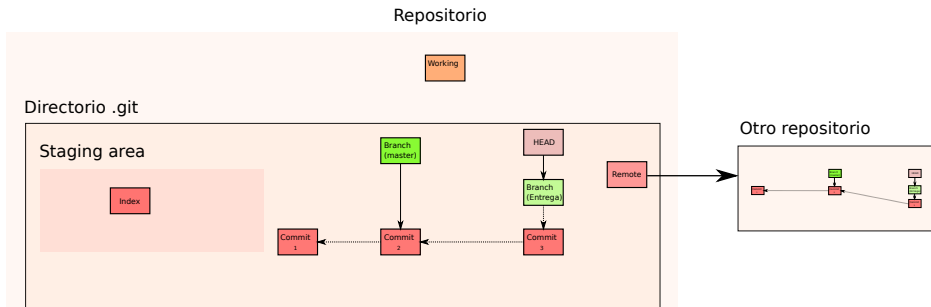 Repositorio
Working
Directorio .git
Staging area
Index
Branch
(master)
HEAD
Branch
(Entrega)
Remote
Commit
1
Commit
2
Commit
3
Otro repositorio